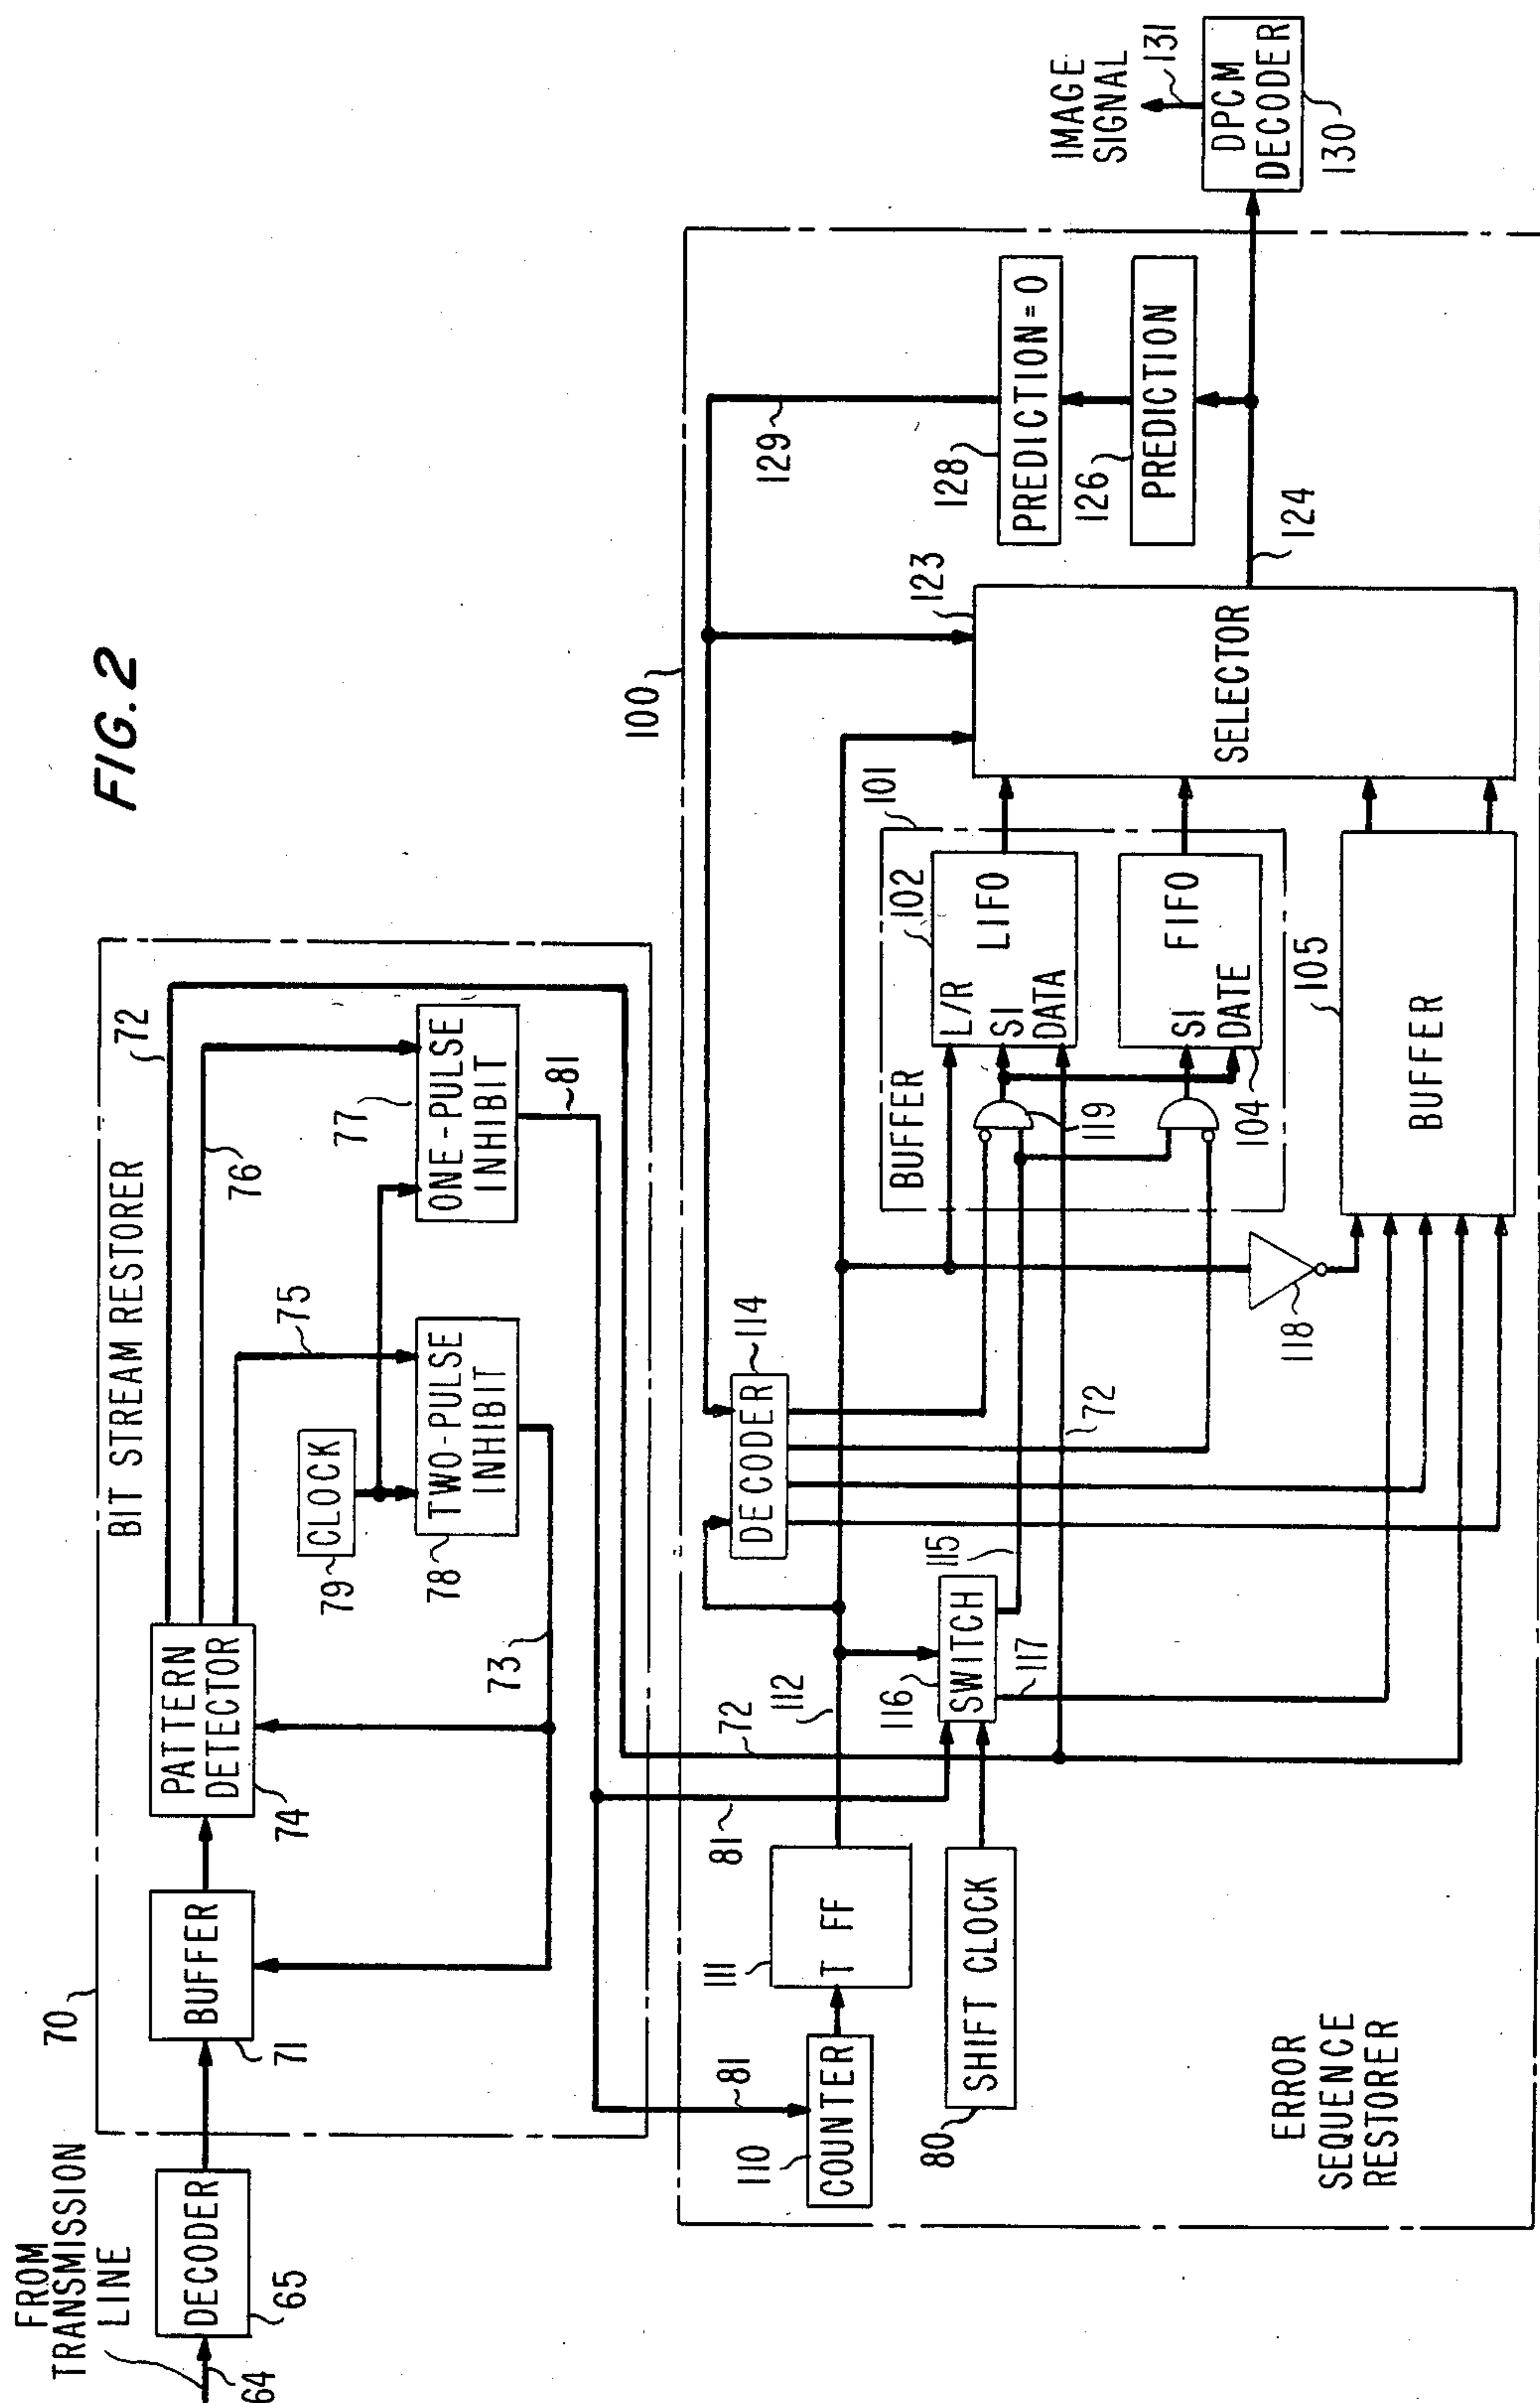 FIG. 2
FROM
TRANSMISSION
LINE
64
DECODER
65
70
BIT STREAM RESTORER
BUFFER
71
PATTERN
DETECTOR
74
72
76
75
CLOCK
79
TWO-PULSE
INHIBIT
78
ONE-PULSE
INHIBIT
77
73
81
100
81
COUNTER
110
T FF
111
81
72
112
SHIFT CLOCK
80
SWITCH
116
115
117
DECODER
114
72
118
BUFFER
101
L/R
SI
DATA
LIFO
102
119
SI
DATE
FIFO
104
BUFFER
105
SELECTOR
123
124
129
PREDICTION = 0
128
PREDICTION
126
IMAGE
SIGNAL
131
DPCM
DECODER
130
ERROR
SEQUENCE
RESTORER